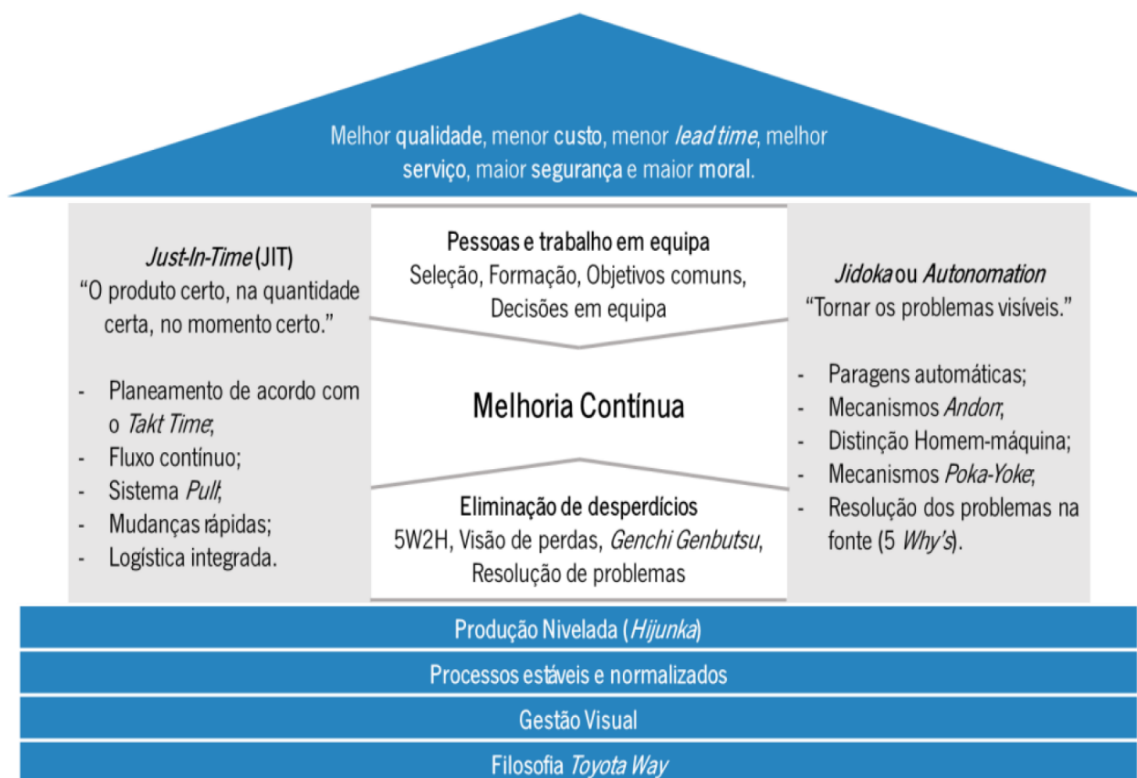 Melhor qualidade, menor custo, menor lead time, melhor
serviço, maior segurança e maior moral.
Just-In-Time (JIT)
“O produto certo, na quantidade
certa, no momento certo.”
- Planeamento de acordo com
o Takt Time;
- Fluxo contínuo;
- Sistema Pull;
- Mudanças rápidas;
- Logística integrada.
Pessoas e trabalho em equipa
Seleção, Formação, Objetivos comuns,
Decisões em equipa
Melhoria Contínua
Eliminação de desperdícios
5W2H, Visão de perdas, Genchi Genbutsu,
Resolução de problemas
Jidoka ou Autonomation
“Tornar os problemas visíveis.”
- Paragens automáticas;
- Mecanismos Andon;
- Distinção Homem-máquina;
- Mecanismos Poka-Yoke;
- Resolução dos problemas na
fonte (5 Why’s).
Produção Nivelada (Hijunka)
Processos estáveis e normalizados
Gestão Visual
Filosofia Toyota Way